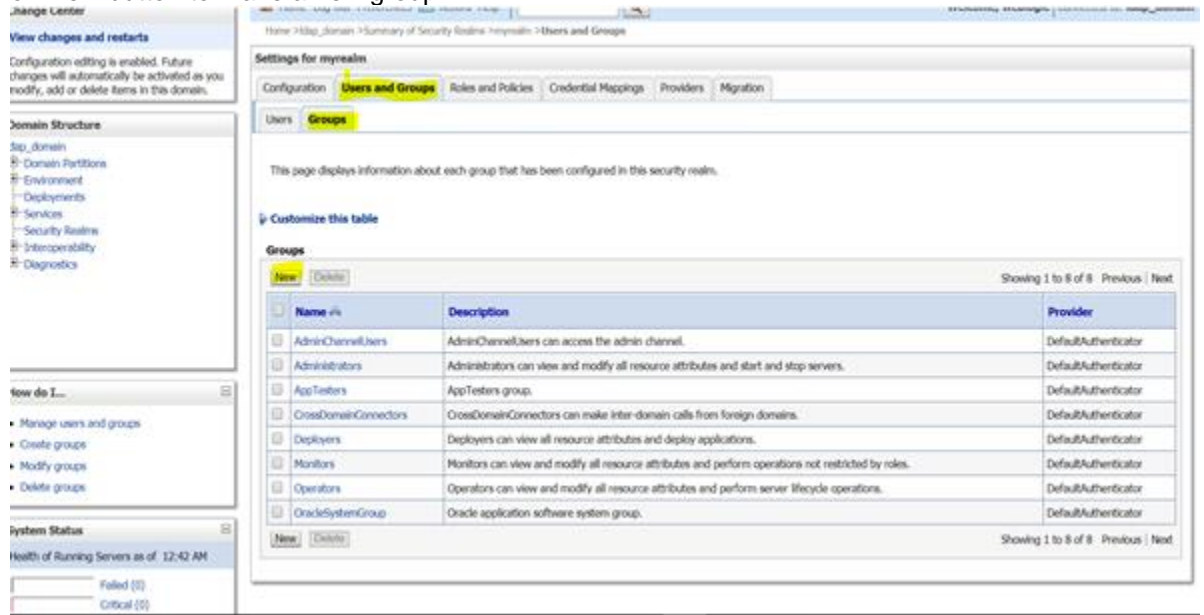 Change Center
View changes and restarts
Configuration editing is enabled. Future
changes will automatically be activated as you
modify, add or delete items in this domain.
Domain Structure
Domain Partitions
Environment
Deployments
Services
Security Realms
Interoperability
Diagnostics
How do I...
Manage users and groups
Create groups
Modify groups
Delete groups
System Status
Health of Running Servers as of 12:42 AM
Failed (0)
Critical (0)
Home >ldap_domain >Summary of Security Realms >myrealm >Users and Groups
Settings for myrealm
Configuration Users and Groups Roles and Policies Credential Mappings Providers Migration
Users Groups
This page displays information about each group that has been configured in this security realm.
Customize this table
Groups
New Delete Showing 1 to 8 of 8 Previous | Next
Name Description Provider
AdminChannelUsers AdminChannelUsers can access the admin channel. DefaultAuthenticator
Administrators Administrators can view and modify all resource attributes and start and stop servers. DefaultAuthenticator
AppTesters AppTesters group. DefaultAuthenticator
CrossDomainConnectors CrossDomainConnectors can make inter-domain calls from foreign domains. DefaultAuthenticator
Deployers Deployers can view all resource attributes and deploy applications. DefaultAuthenticator
Monitors Monitors can view and modify all resource attributes and perform operations not restricted by roles. DefaultAuthenticator
Operators Operators can view and modify all resource attributes and perform server lifecycle operations. DefaultAuthenticator
OracleSystemGroup Oracle application software system group. DefaultAuthenticator
New Delete Showing 1 to 8 of 8 Previous | Next